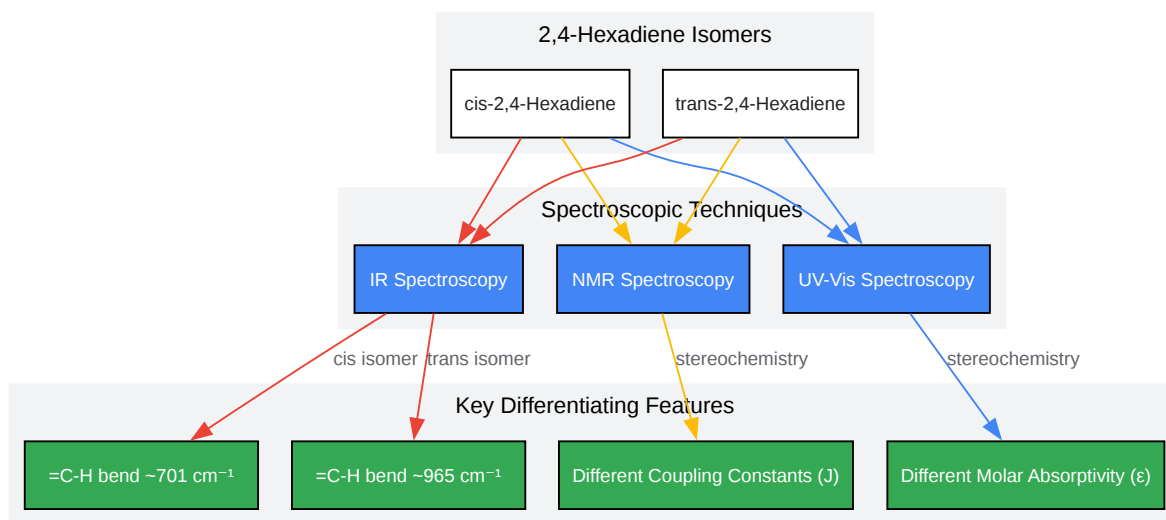 2,4-Hexadiene Isomers
cis-2,4-Hexadiene
trans-2,4-Hexadiene
Spectroscopic Techniques
IR Spectroscopy
NMR Spectroscopy
UV-Vis Spectroscopy
cis isomer
trans isomer
stereochemistry
stereochemistry
Key Differentiating Features
=C-H bend ~701 cm⁻¹
=C-H bend ~965 cm⁻¹
Different Coupling Constants (J)
Different Molar Absorptivity (ε)